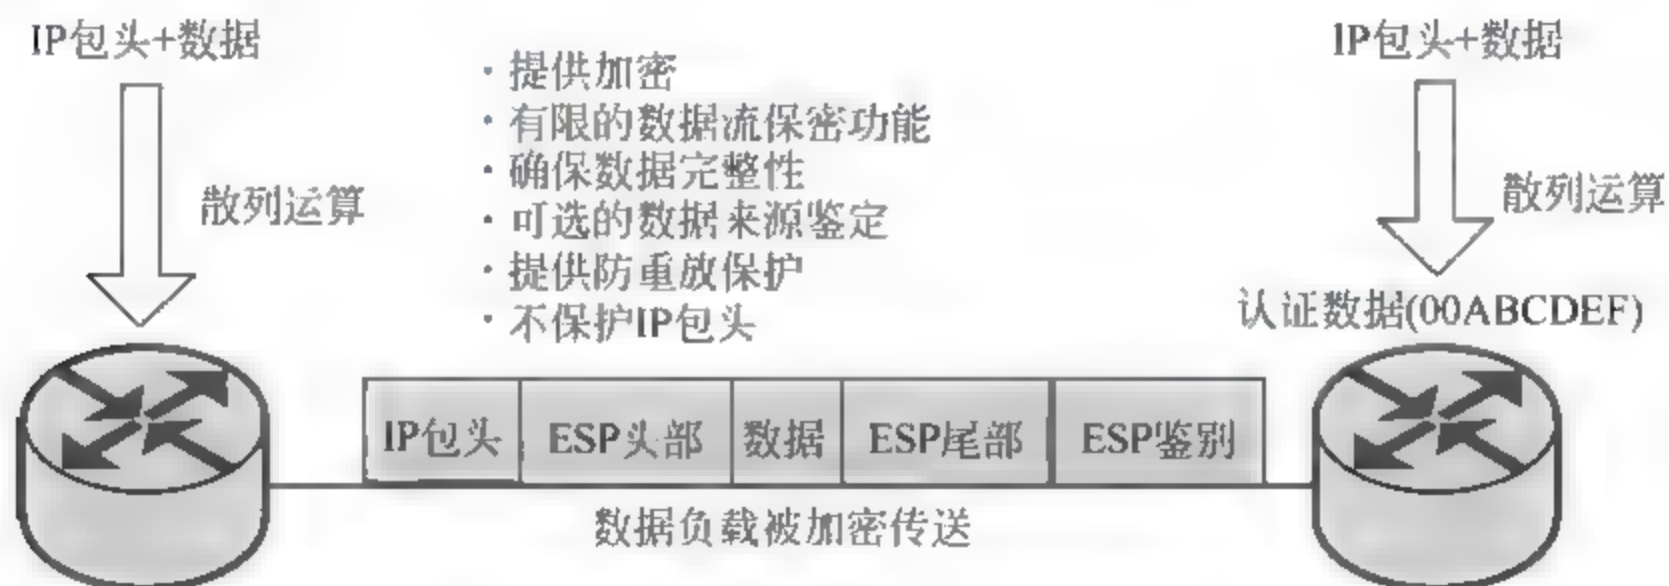 IP包头+数据
IP包头+数据
· 提供加密
· 有限的数据流保密功能
· 确保数据完整性
· 可选的数据来源鉴定
· 提供防重放保护
· 不保护IP包头
散列运算
散列运算
认证数据(00ABCDEF)
IP包头 ESP头部 数据 ESP尾部 ESP鉴别
数据负载被加密传送